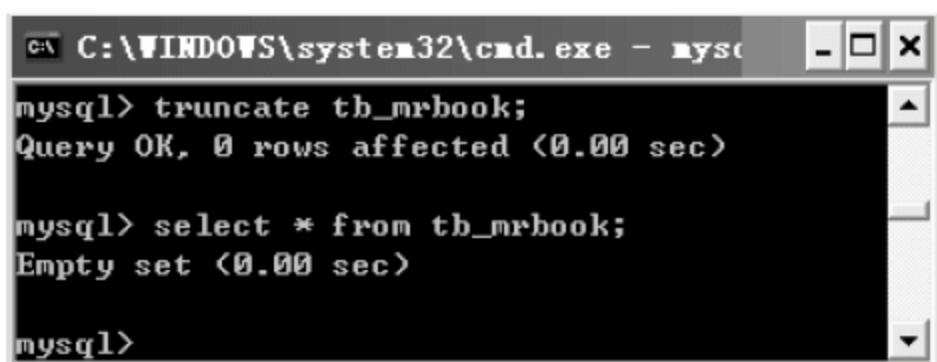 C:\WINDOWS\system32\cmd.exe - mysq
mysql> truncate tb_mrbook;
Query OK, 0 rows affected (0.00 sec)
mysql> select * from tb_mrbook;
Empty set (0.00 sec)
mysql>